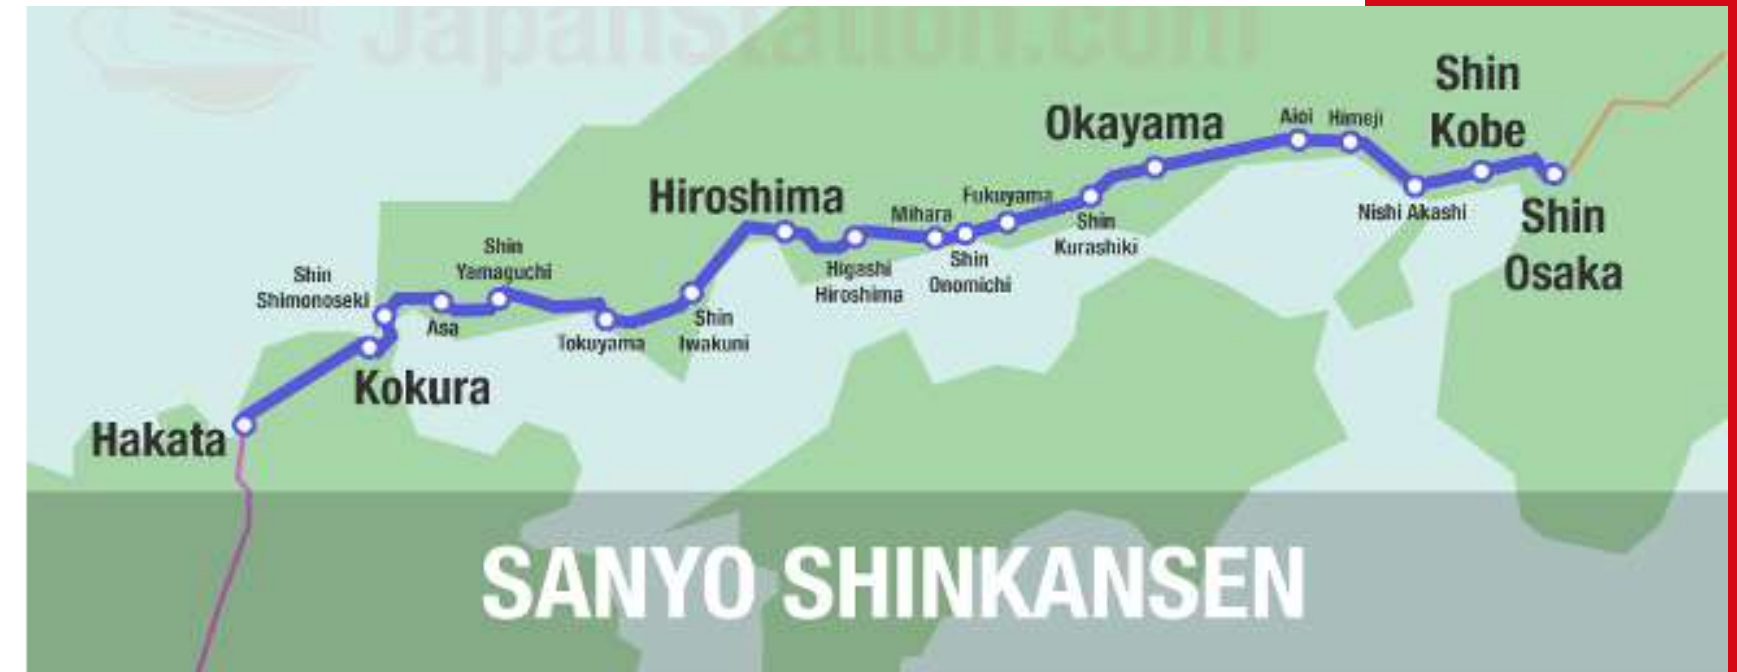 JapanStation.com
Shin
Kobe
Okayama
Aioi
Himeji
Hiroshima
Mihara
Fukuyama
Shin
Kurashiki
Nishi Akashi
Shin
Osaka
Shin
Yamaguchi
Shin
Shimonoseki
Asa
Higashi
Hiroshima
Shin
Onomichi
Tokuyama
Shin
Iwakuni
Kokura
Hakata
SANYO SHINKANSEN